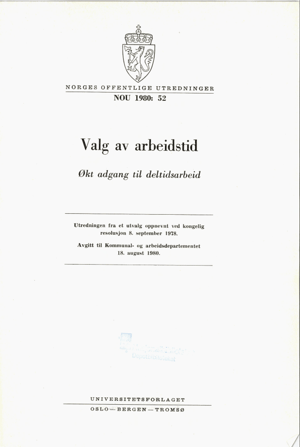 NORGES OFFENTLIGE UTREDNINGER
NOU 1980: 52
Valg av arbeidstid
Økt adgang til deltidsarbeid
Utredningen fra et utvalg oppnevnt ved kongelig
resolusjon 8. september 1978.
Avgitt til Kommunal- og arbeidsdepartementet
18. august 1980.
UNIVERSITETSFORLAGET
OSLO — BERGEN — TROMSØ